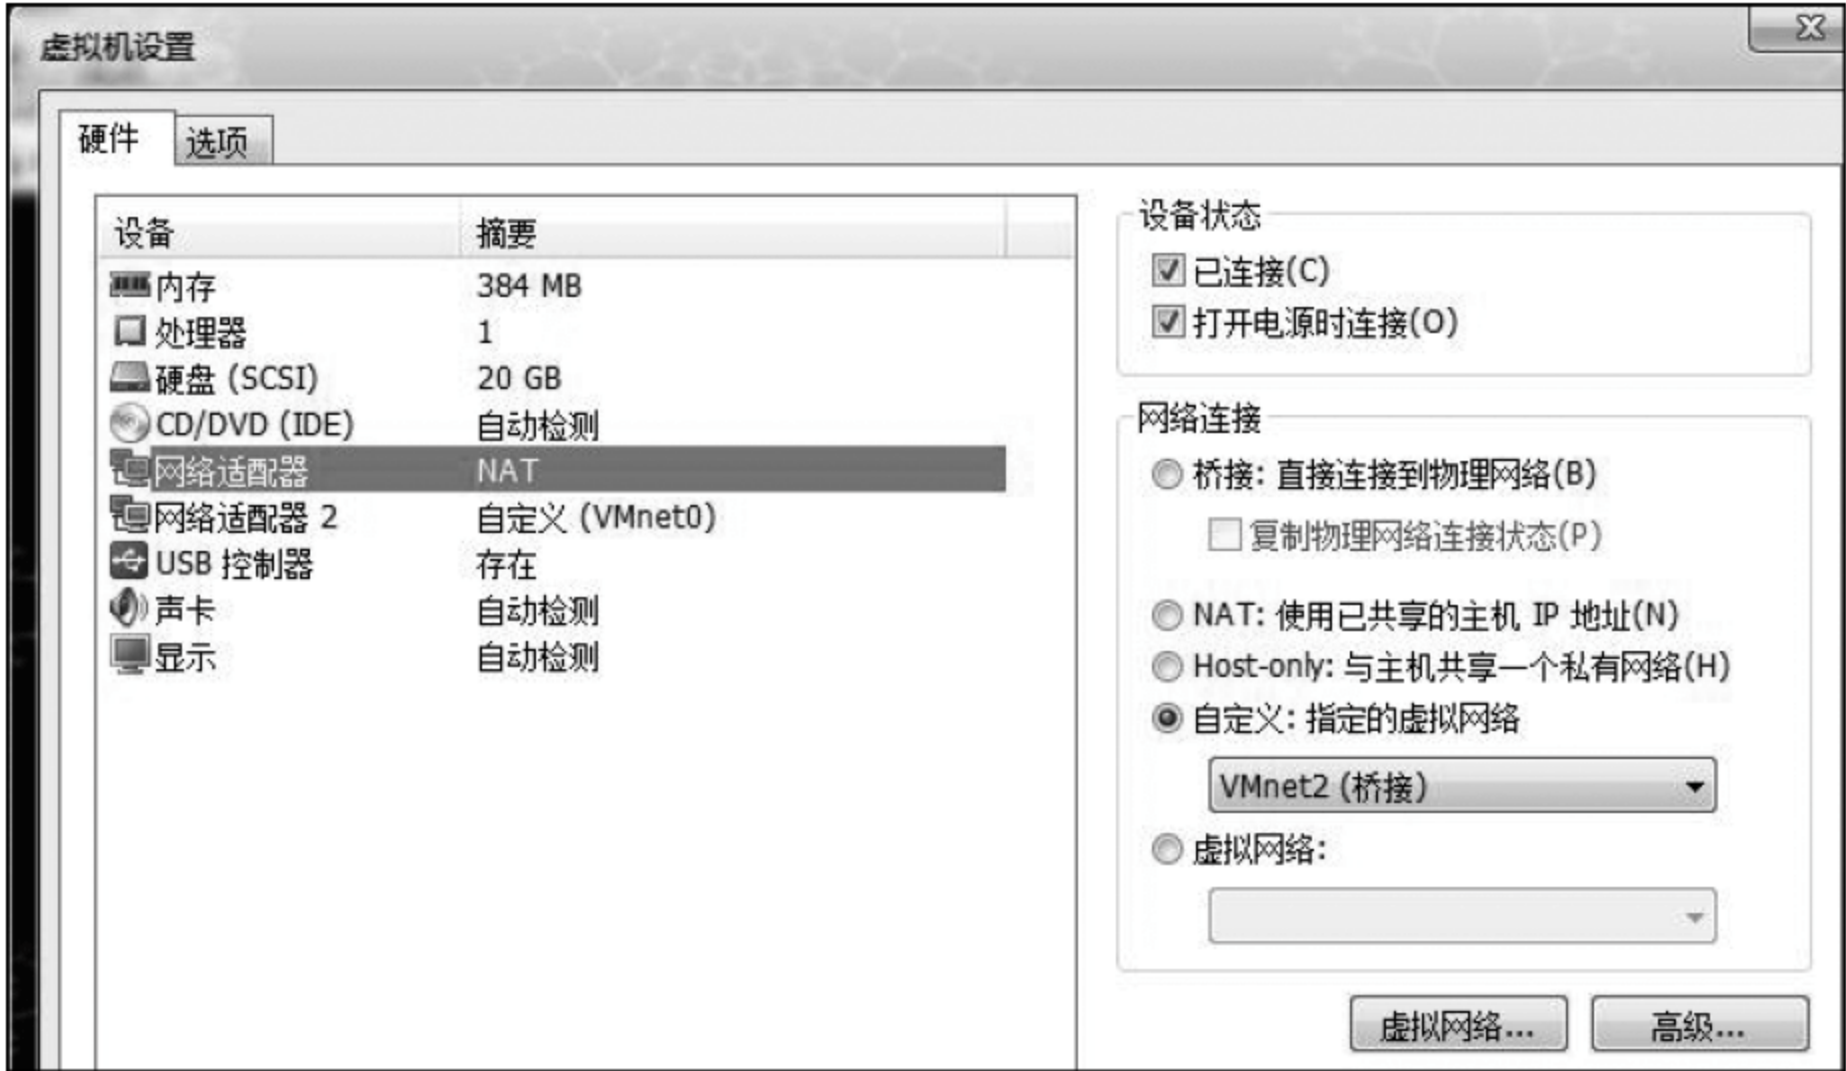 虚拟机设置
硬件 选项
设备 摘要
内存 384 MB
处理器 1
硬盘 (SCSI) 20 GB
CD/DVD (IDE) 自动检测
网络适配器 NAT
网络适配器 2 自定义 (VMnet0)
USB 控制器 存在
声卡 自动检测
显示 自动检测
设备状态
已连接(C)
打开电源时连接(O)
网络连接
桥接: 直接连接到物理网络(B)
复制物理网络连接状态(P)
NAT: 使用已共享的主机 IP 地址(N)
Host-only: 与主机共享一个私有网络(H)
自定义: 指定的虚拟网络
VMnet2 (桥接)
虚拟网络:
虚拟网络... 高级...